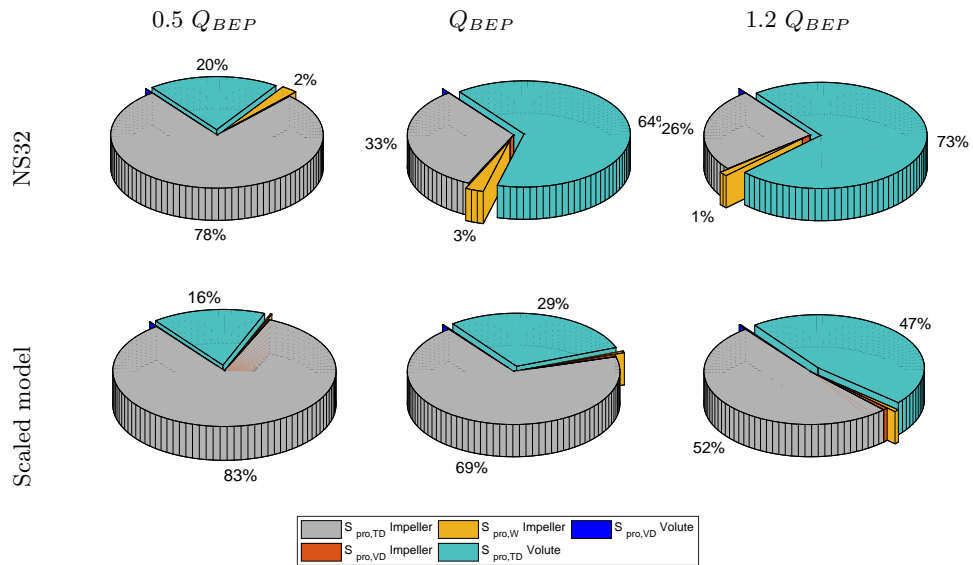 0.5 Q_BEP Q_BEP 1.2 Q_BEP
NS32
20% 2%
78%
33% 64%
3%
26% 73%
1%
Scaled model
16%
83%
29%
69%
47%
52%
S pro,TD Impeller S pro,W Impeller S pro,VD Volute
S pro,VD Impeller S pro,TD Volute